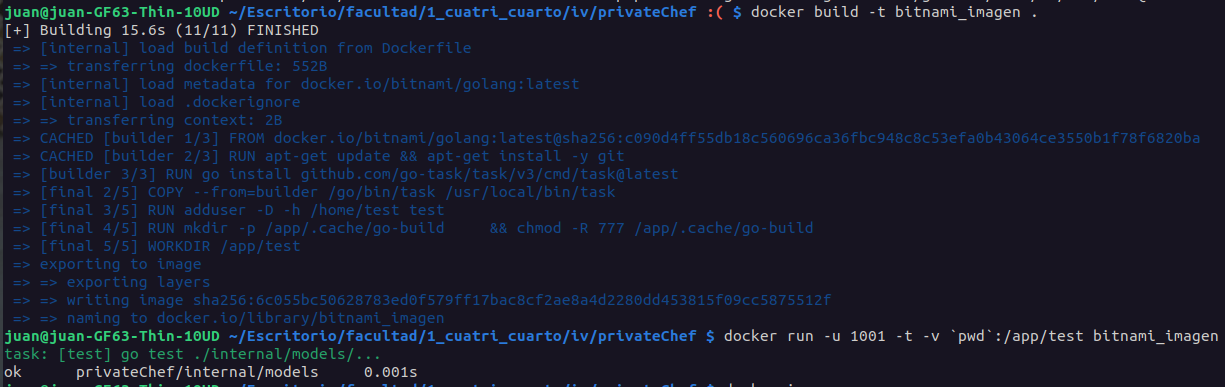 juan@juan-GF63-Thin-10UD ~/Escritorio/facultad/1_cuatri_cuarto/iv/privateChef :( $ docker build -t bitnami_imagen .
[+] Building 15.6s (11/11) FINISHED
=> [internal] load build definition from Dockerfile
=> => transferring dockerfile: 552B
=> [internal] load metadata for docker.io/bitnami/golang:latest
=> [internal] load .dockerignore
=> => transferring context: 2B
=> CACHED [builder 1/3] FROM docker.io/bitnami/golang:latest@sha256:c090d4ff55db18c560696ca36fbc948c8c53efa0b43064ce3550b1f78f6820ba
=> CACHED [builder 2/3] RUN apt-get update && apt-get install -y git
=> [builder 3/3] RUN go install github.com/go-task/task/v3/cmd/task@latest
=> [final 2/5] COPY --from=builder /go/bin/task /usr/local/bin/task
=> [final 3/5] RUN adduser -D -h /home/test test
=> [final 4/5] RUN mkdir -p /app/.cache/go-build     && chmod -R 777 /app/.cache/go-build
=> [final 5/5] WORKDIR /app/test
=> exporting to image
=> => exporting layers
=> => writing image sha256:6c055bc50628783ed0f579ff17bac8cf2ae8a4d2280dd453815f09cc5875512f
=> => naming to docker.io/library/bitnami_imagen
juan@juan-GF63-Thin-10UD ~/Escritorio/facultad/1_cuatri_cuarto/iv/privateChef $ docker run -u 1001 -t -v `pwd`:/app/test bitnami_imagen
task: [test] go test ./internal/models/...
ok      privateChef/internal/models     0.001s